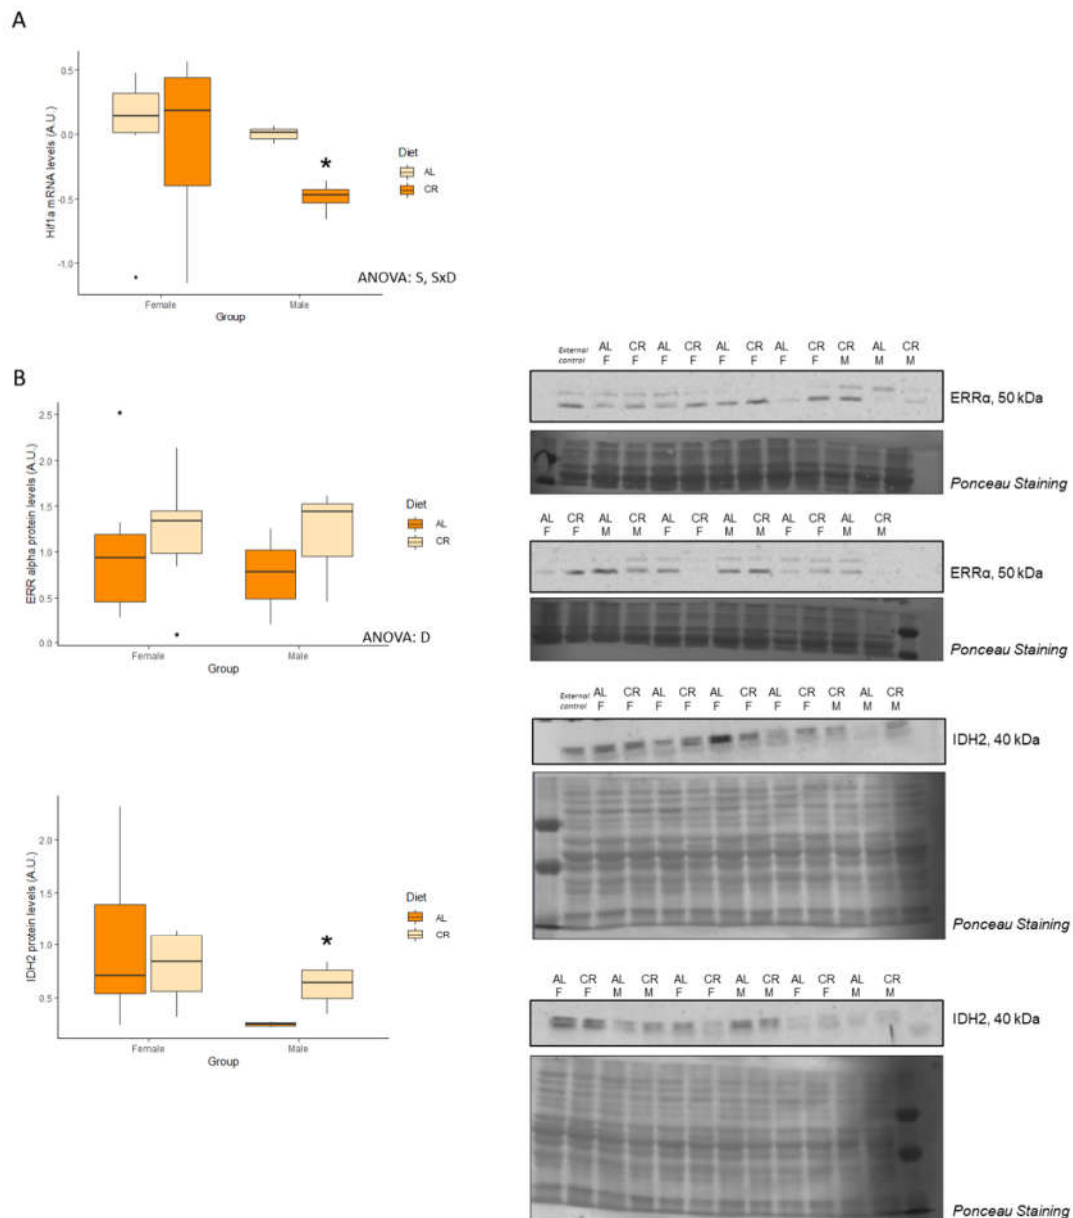 A
Hif1a mRNA levels (A.U.)
0.5
0.0
-0.5
-1.0
*
Diet
AL
CR
ANOVA: S, SxD
Female
Male
Group
B
ERR alpha protein levels (A.U.)
2.5
2.0
1.5
1.0
0.5
0.0
Diet
AL
CR
ANOVA: D
Female
Male
Group
External AL CR AL CR AL CR AL CR CR AL CR
control F F F F F F F F M M M
ERRα, 50 kDa
Ponceau Staining
AL CR AL CR AL CR AL CR AL CR AL CR
F F M M F F M M F F M M
ERRα, 50 kDa
Ponceau Staining
IDH2 protein levels (A.U.)
2.0
1.5
1.0
0.5
*
Diet
AL
CR
Female
Male
Group
External AL CR AL CR AL CR AL CR CR AL CR
control F F F F F F F F M M M
IDH2, 40 kDa
Ponceau Staining
AL CR AL CR AL CR AL CR AL CR AL CR
F F M M F F M M F F M M
IDH2, 40 kDa
Ponceau Staining